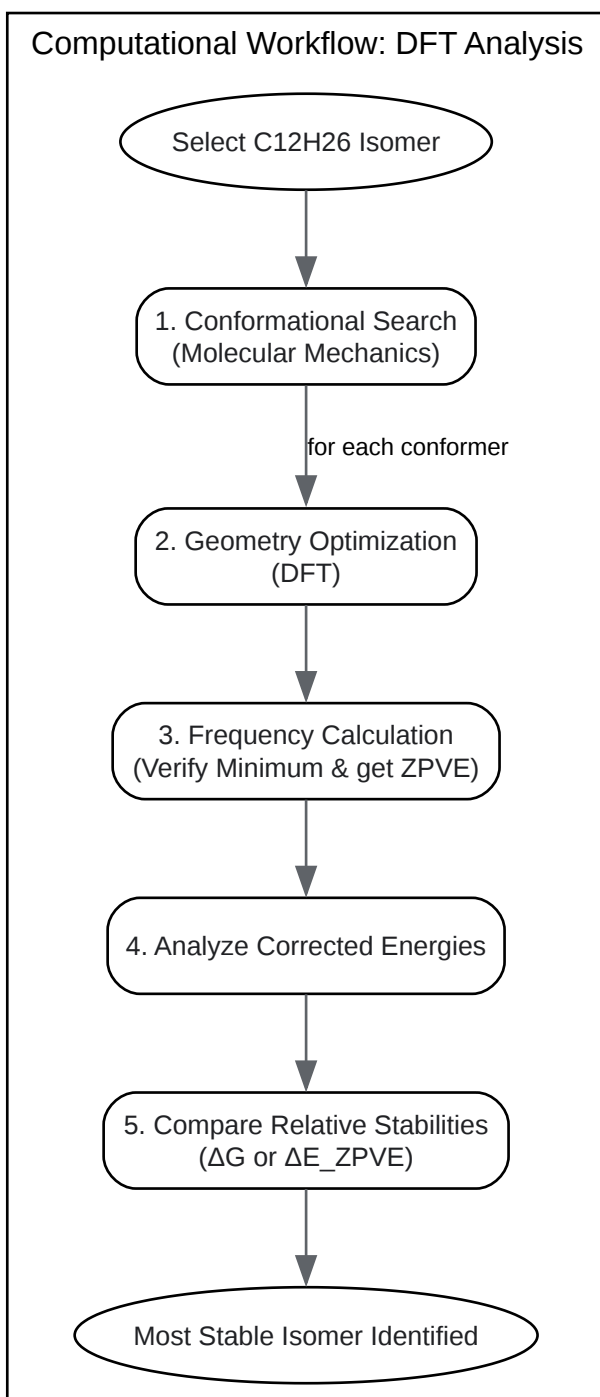 Computational Workflow: DFT Analysis
Select C12H26 Isomer
1. Conformational Search
(Molecular Mechanics)
for each conformer
2. Geometry Optimization
(DFT)
3. Frequency Calculation
(Verify Minimum & get ZPVE)
4. Analyze Corrected Energies
5. Compare Relative Stabilities
(ΔG or ΔE_ZPVE)
Most Stable Isomer Identified